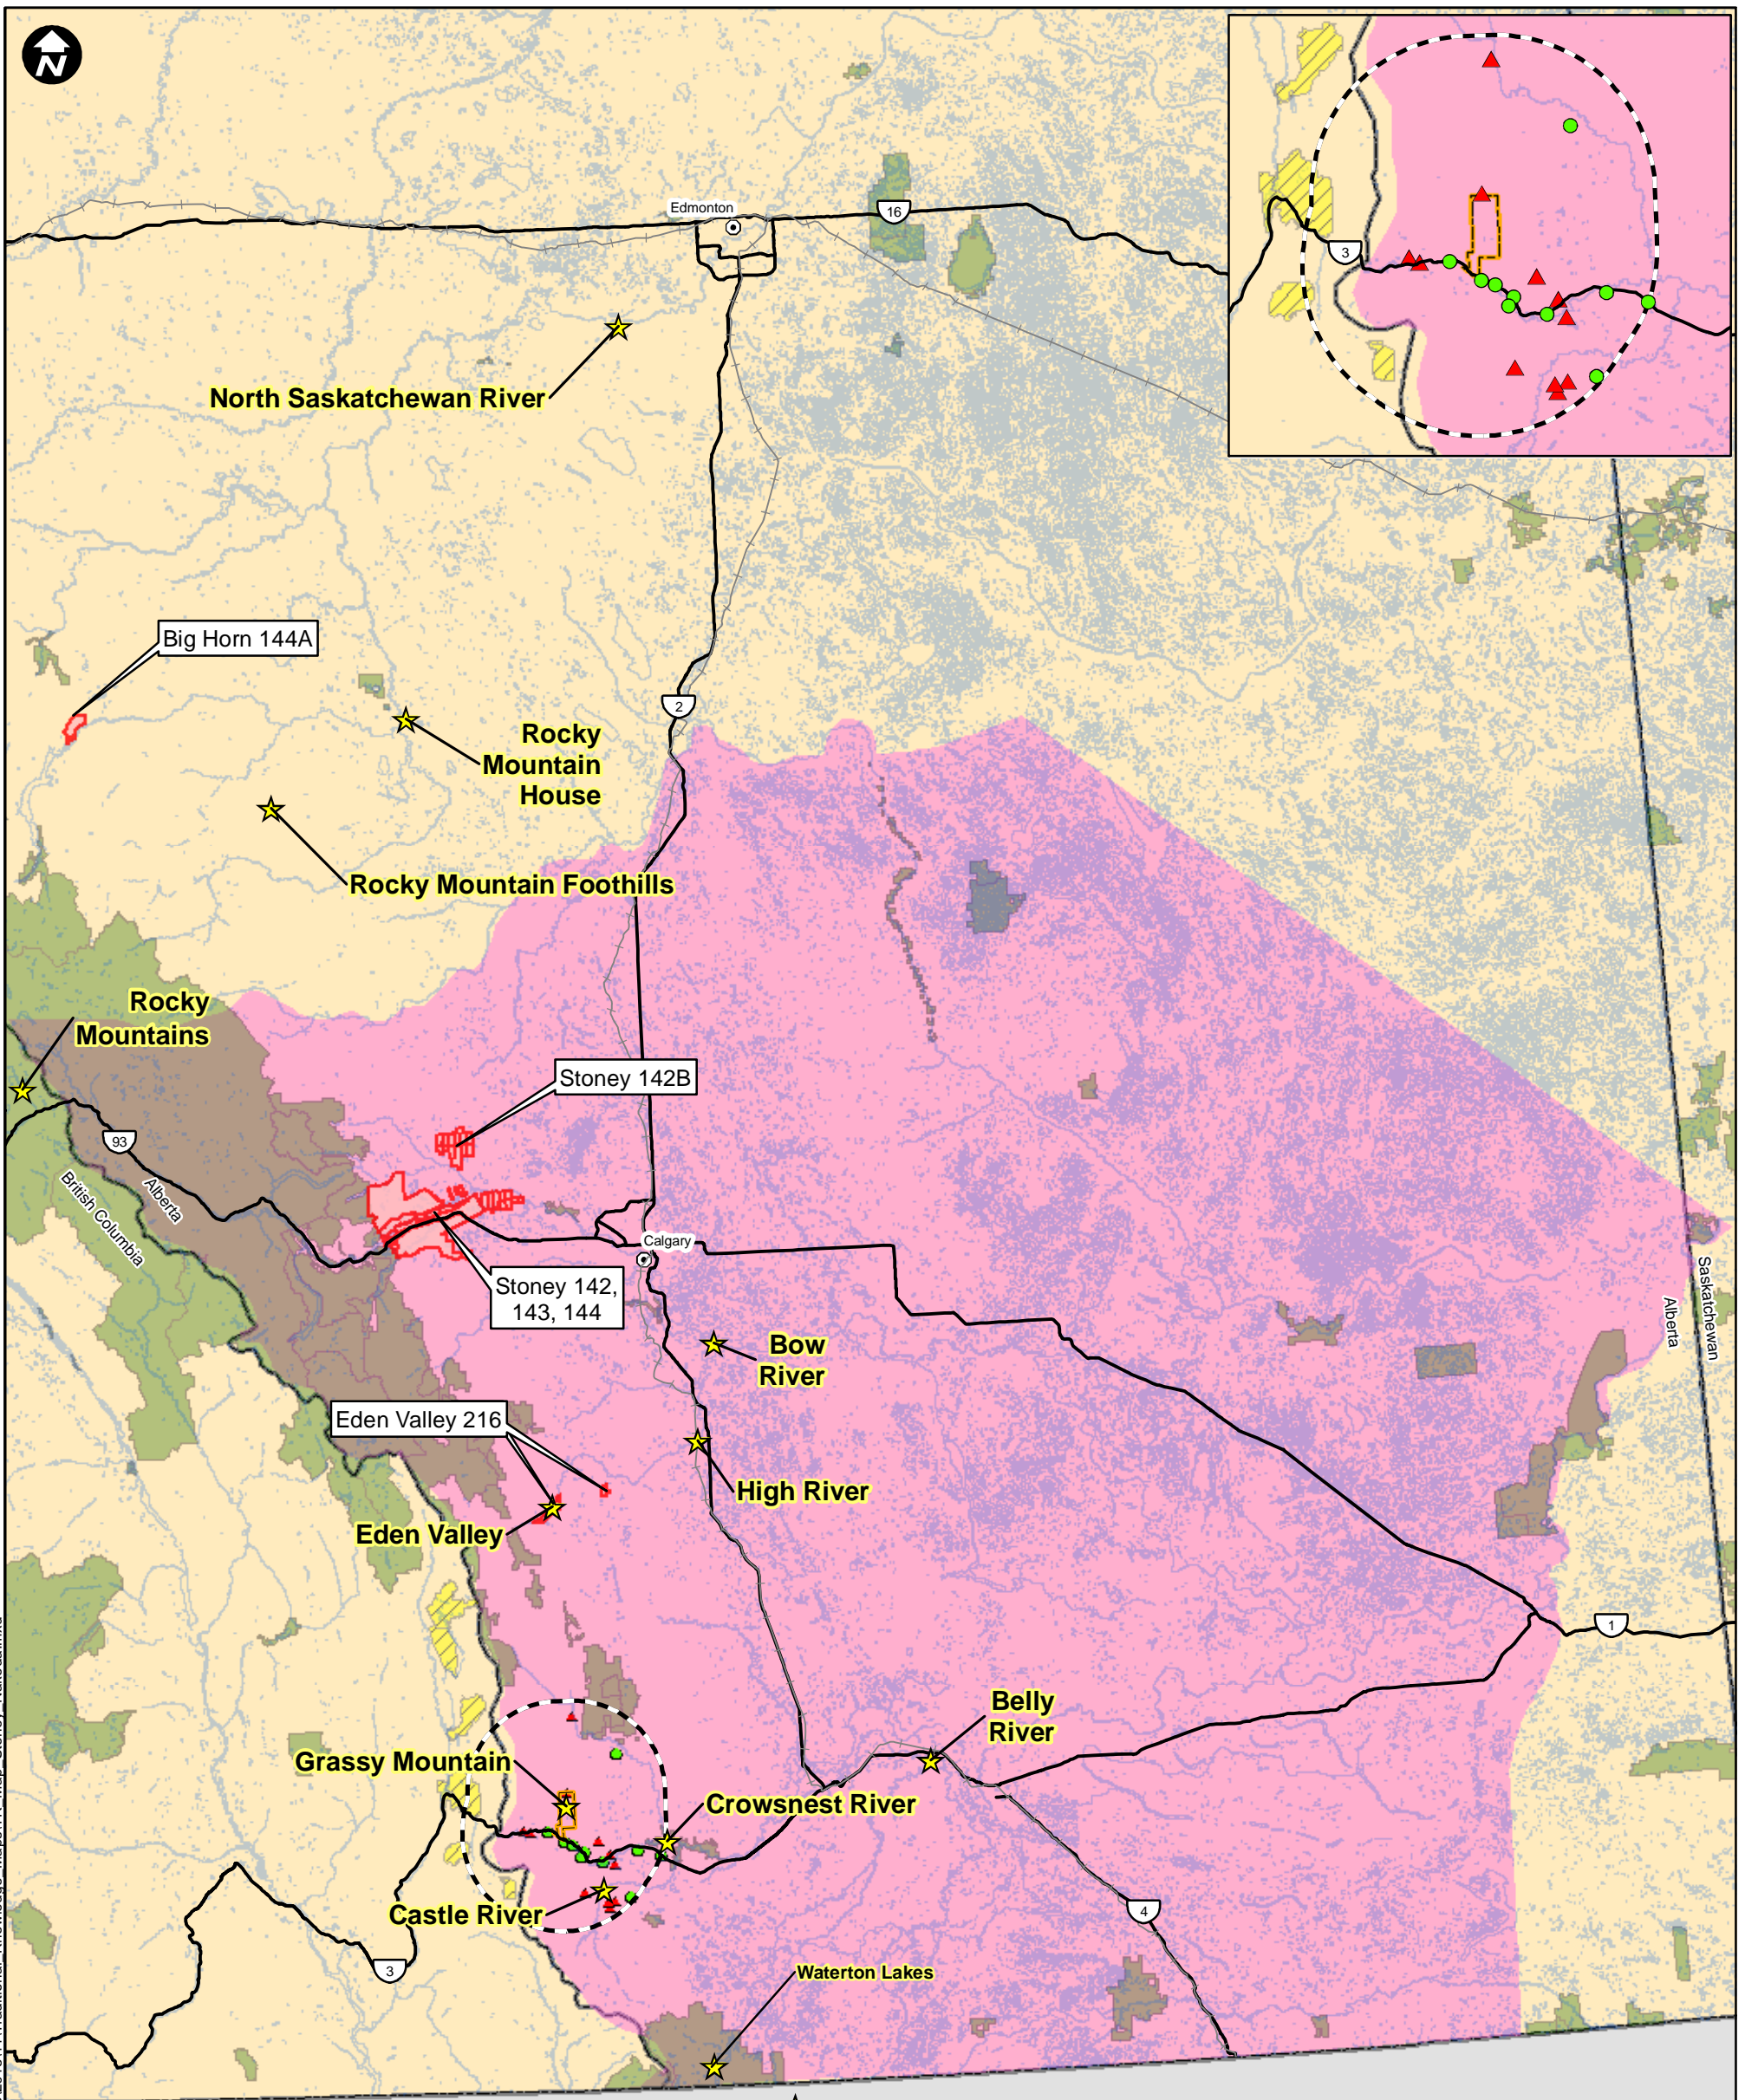 N
3
Edmonton
16
North Saskatchewan River
Big Horn 144A
2
Rocky
Mountain
House
Rocky Mountain Foothills
Rocky
Mountains
Stoney 142B
93
British Columbia
Alberta
Calgary
Stoney 142,
143, 144
Saskatchewan
Alberta
Bow
River
Eden Valley 216
High River
Eden Valley
1
Belly
River
Grassy Mountain
Crowsnest River
Castle River
4
3
Waterton Lakes